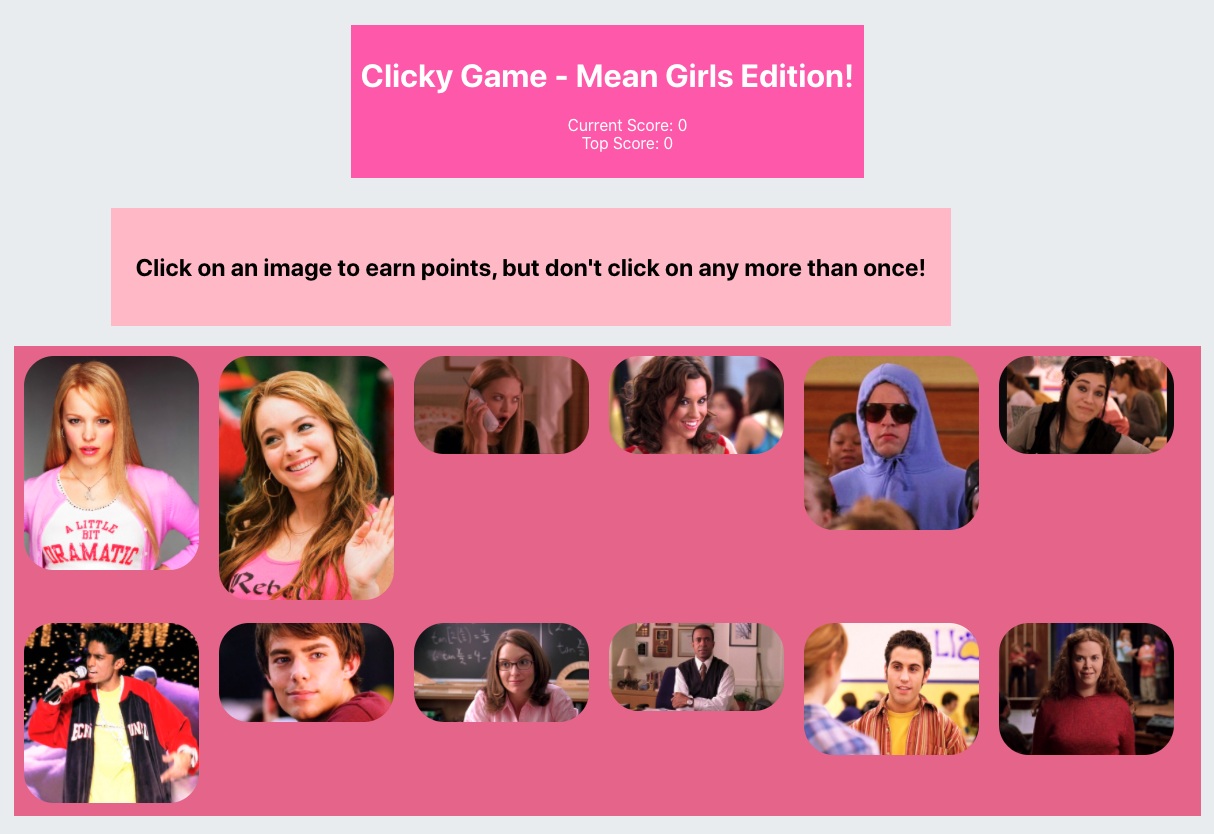 Clicky Game - Mean Girls Edition!
Current Score: 0
Top Score: 0
Click on an image to earn points, but don't click on any more than once!
A LITTLE
BIT
DRAMATIC